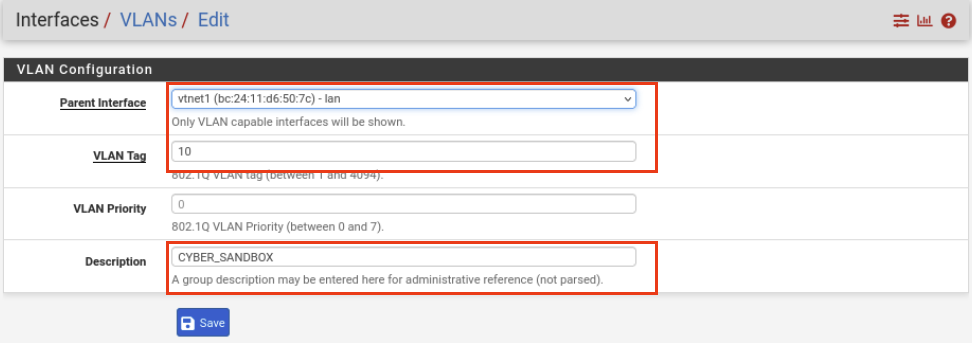 Interfaces / VLANs / Edit
VLAN Configuration
Parent Interface
vtnet1 (bc:24:11:d6:50:7c) - lan
Only VLAN capable interfaces will be shown.
VLAN Tag
10
802.1Q VLAN tag (between 1 and 4094).
VLAN Priority
0
802.1Q VLAN Priority (between 0 and 7).
Description
CYBER_SANDBOX
A group description may be entered here for administrative reference (not parsed).
Save